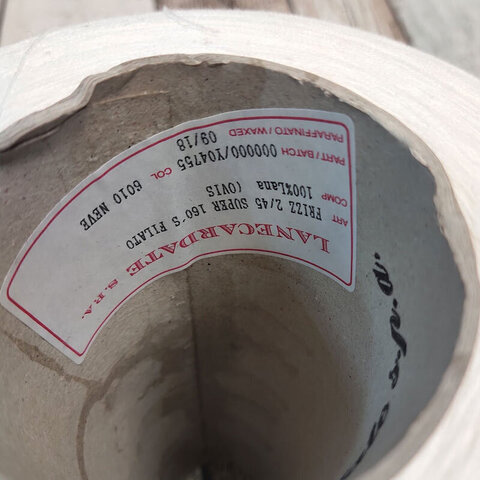 LANECARDATE S.P.A.
ART FRIZZ 2/45 SUPER 160´S FILATO
COMP 100%Lana (OVIS
PART/BATCH 000000/Y04755 COL 6010 NEVE
PARAFFINATO/WAXED 09/18